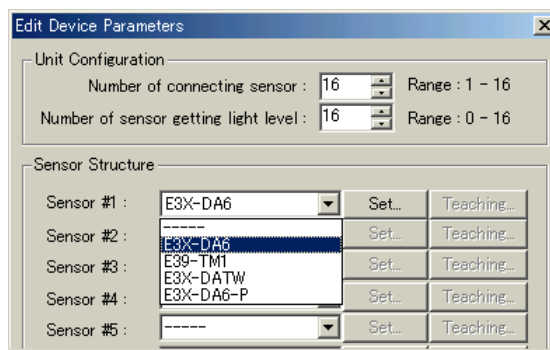 Edit Device Parameters
Unit Configuration
Number of connecting sensor : 16 Range : 1 - 16
Number of sensor getting light level : 16 Range : 0 - 16
Sensor Structure
Sensor #1 : E3X-DA6 Set... Teaching...
-----
Sensor #2 : E3X-DA6 Set... Teaching...
E39-TM1
Sensor #3 : E3X-DATW Set... Teaching...
E3X-DA6-P
Sensor #4 : Set... Teaching...
Sensor #5 : ----- Set... Teaching...